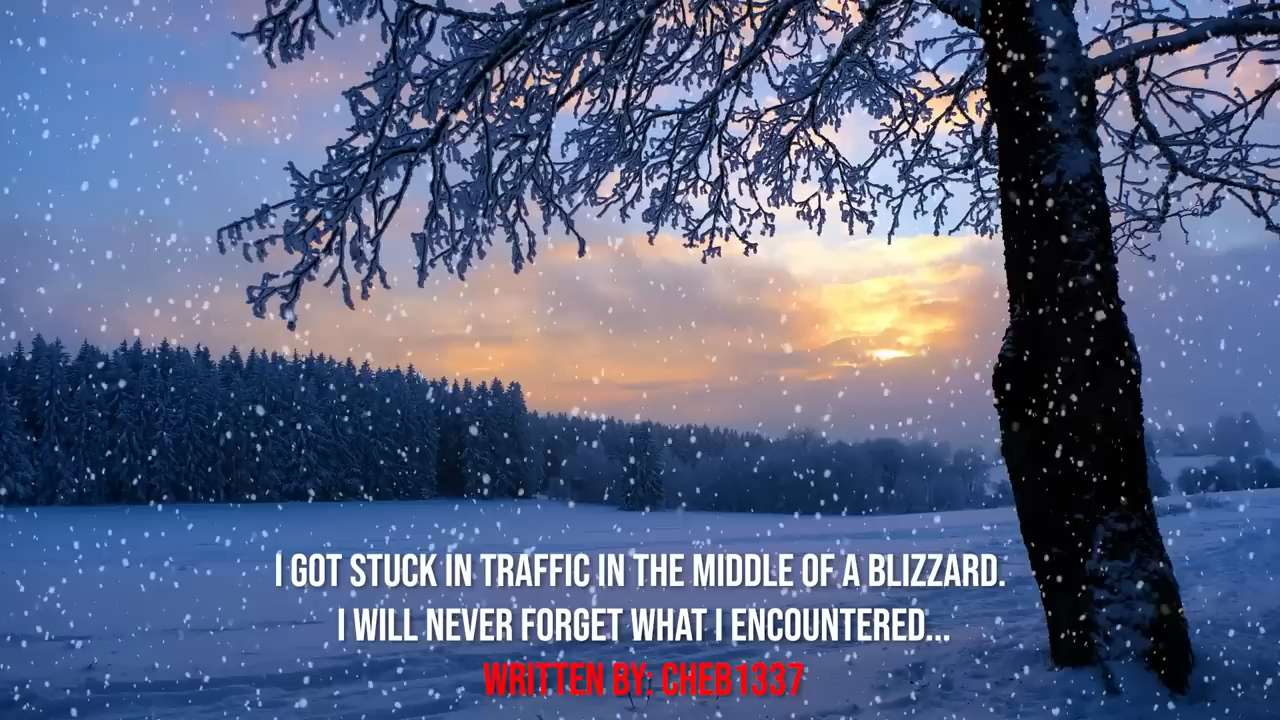 I GOT STUCK IN TRAFFIC IN THE MIDDLE OF A BLIZZARD.
I WILL NEVER FORGET WHAT I ENCOUNTERED...
WRITTEN BY: CHEB1337